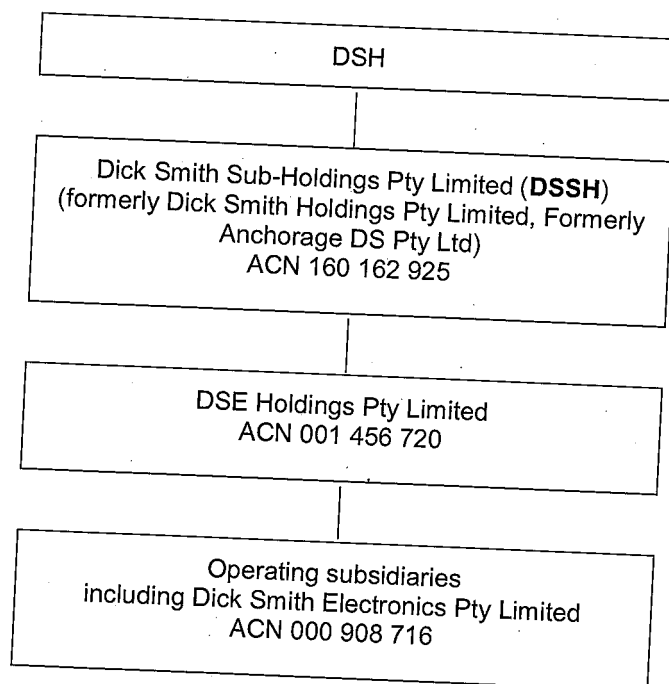 DSH
Dick Smith Sub-Holdings Pty Limited (DSSH)
(formerly Dick Smith Holdings Pty Limited, Formerly
Anchorage DS Pty Ltd)
ACN 160 162 925
DSE Holdings Pty Limited
ACN 001 456 720
Operating subsidiaries
including Dick Smith Electronics Pty Limited
ACN 000 908 716